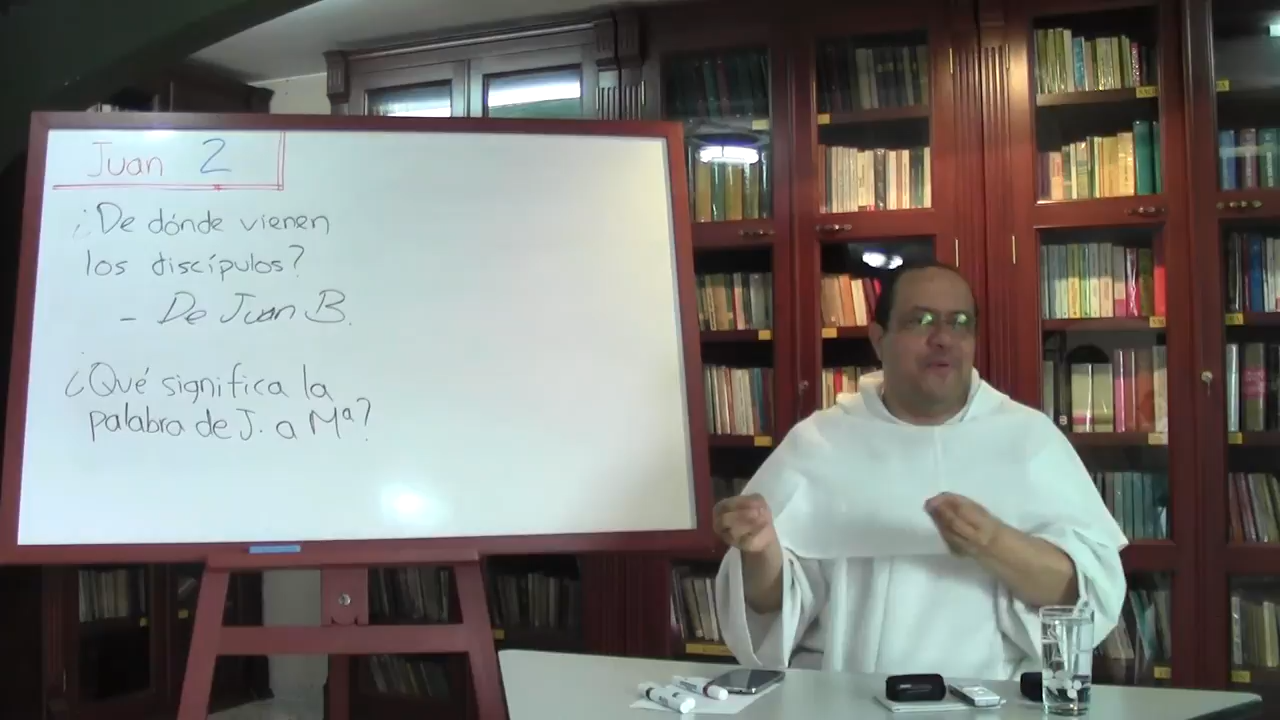 Juan 2
¿De dónde vienen
los discípulos?
- De Juan B.
¿Qué significa la
palabra de J. a Mª?